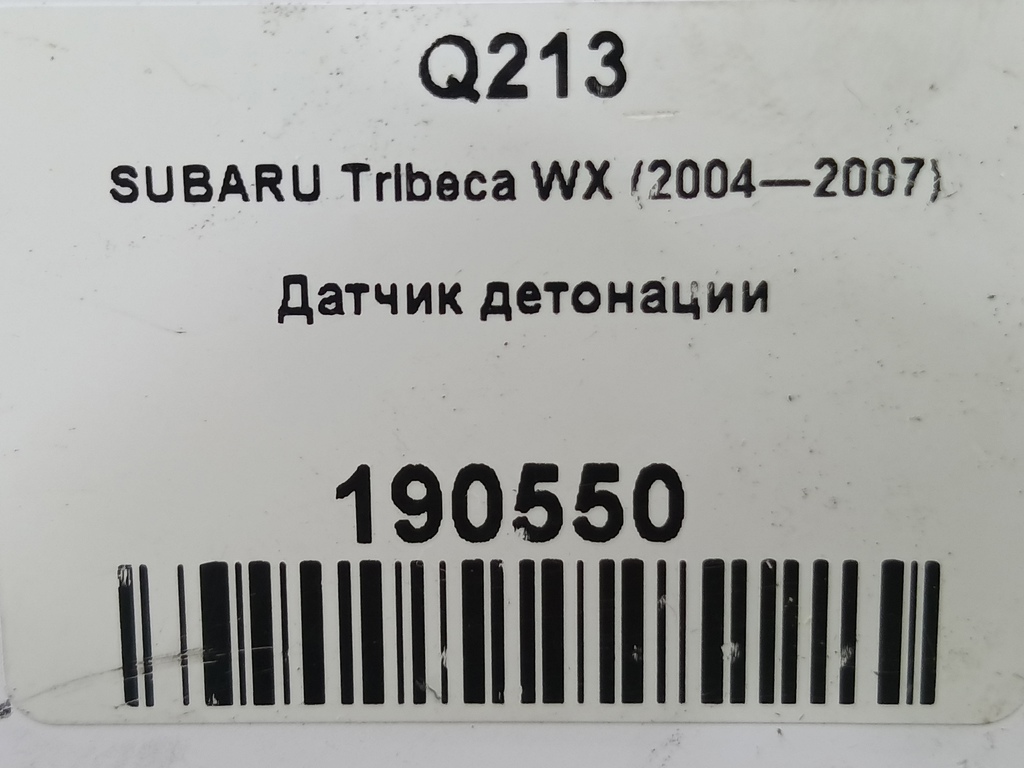 Q213
SUBARU Tribeca WX (2004—2007)
Датчик детонации
190550